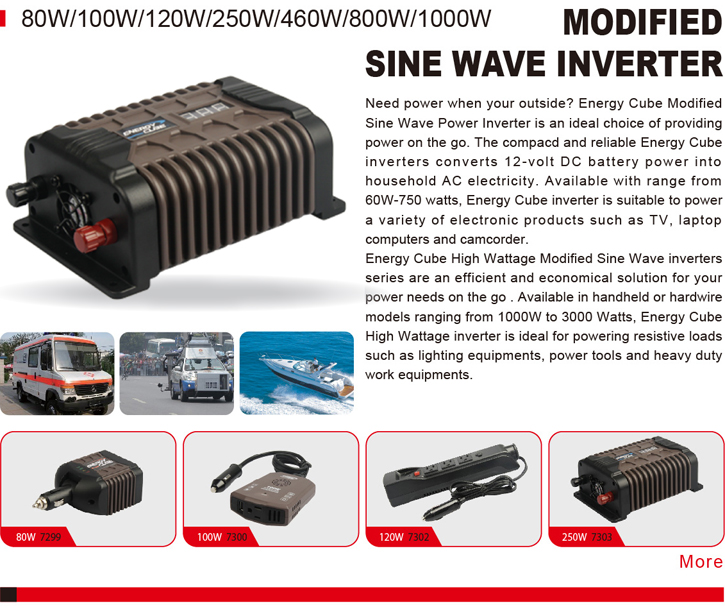 80W/100W/120W/250W/460W/800W/1000W
MODIFIED
SINE WAVE INVERTER
Need power when your outside? Energy Cube Modified
Sine Wave Power Inverter is an ideal choice of providing
power on the go. The compacd and reliable Energy Cube
inverters converts 12-volt DC battery power into
household AC electricity. Available with range from
60W-750 watts, Energy Cube inverter is suitable to power
a variety of electronic products such as TV, laptop
computers and camcorder.
Energy Cube High Wattage Modified Sine Wave inverters
series are an efficient and economical solution for your
power needs on the go . Available in handheld or hardwire
models ranging from 1000W to 3000 Watts, Energy Cube
High Wattage inverter is ideal for powering resistive loads
such as lighting equipments, power tools and heavy duty
work equipments.
ENERGY
CUBE
80W 7299
100W 7300
120W 7302
250W 7303
More